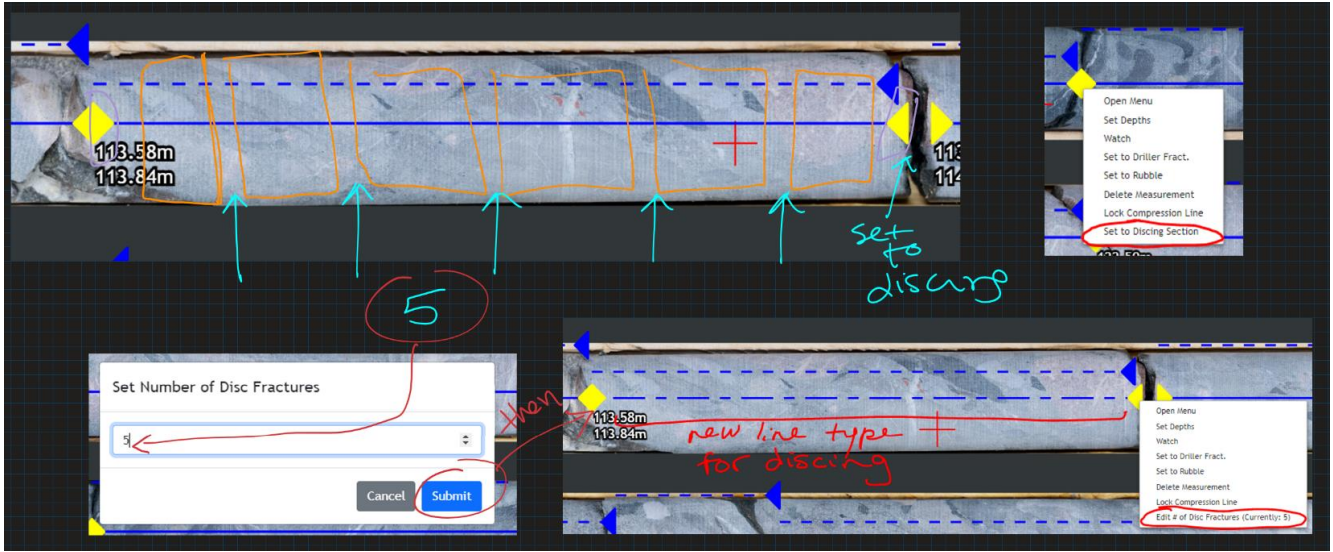 113.58m
113.84m
113
114
set
to
discing
5
Open Menu
Set Depths
Watch
Set to Driller Fract.
Set to Rubble
Delete Measurement
Lock Compression Line
Set to Discing Section
Set Number of Disc Fractures
5
Cancel
Submit
then
113.58m
113.84m
new line type
for discing
Open Menu
Set Depths
Watch
Set to Driller Fract.
Set to Rubble
Delete Measurement
Lock Compression Line
Edit # of Disc Fractures (Currently: 5)